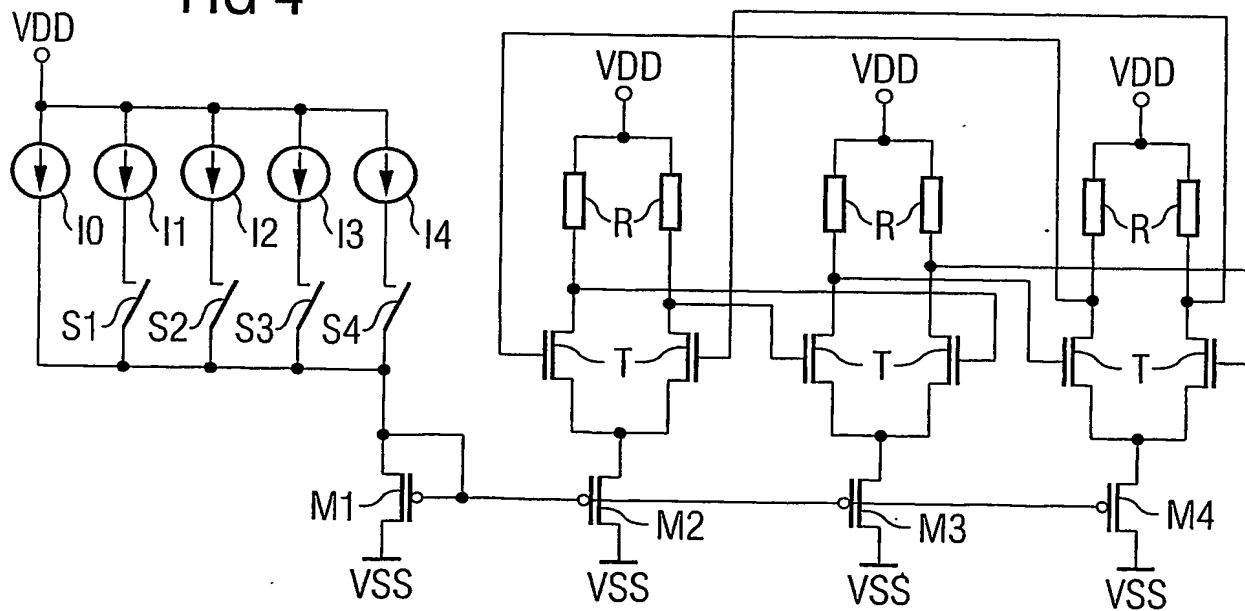 FIG 4
VDD
VDD
VDD
VDD
I0
I1
I2
I3
I4
R
R
R
S1
S2
S3
S4
T
T
T
M1
M2
M3
M4
VSS
VSS
VSS
VSS